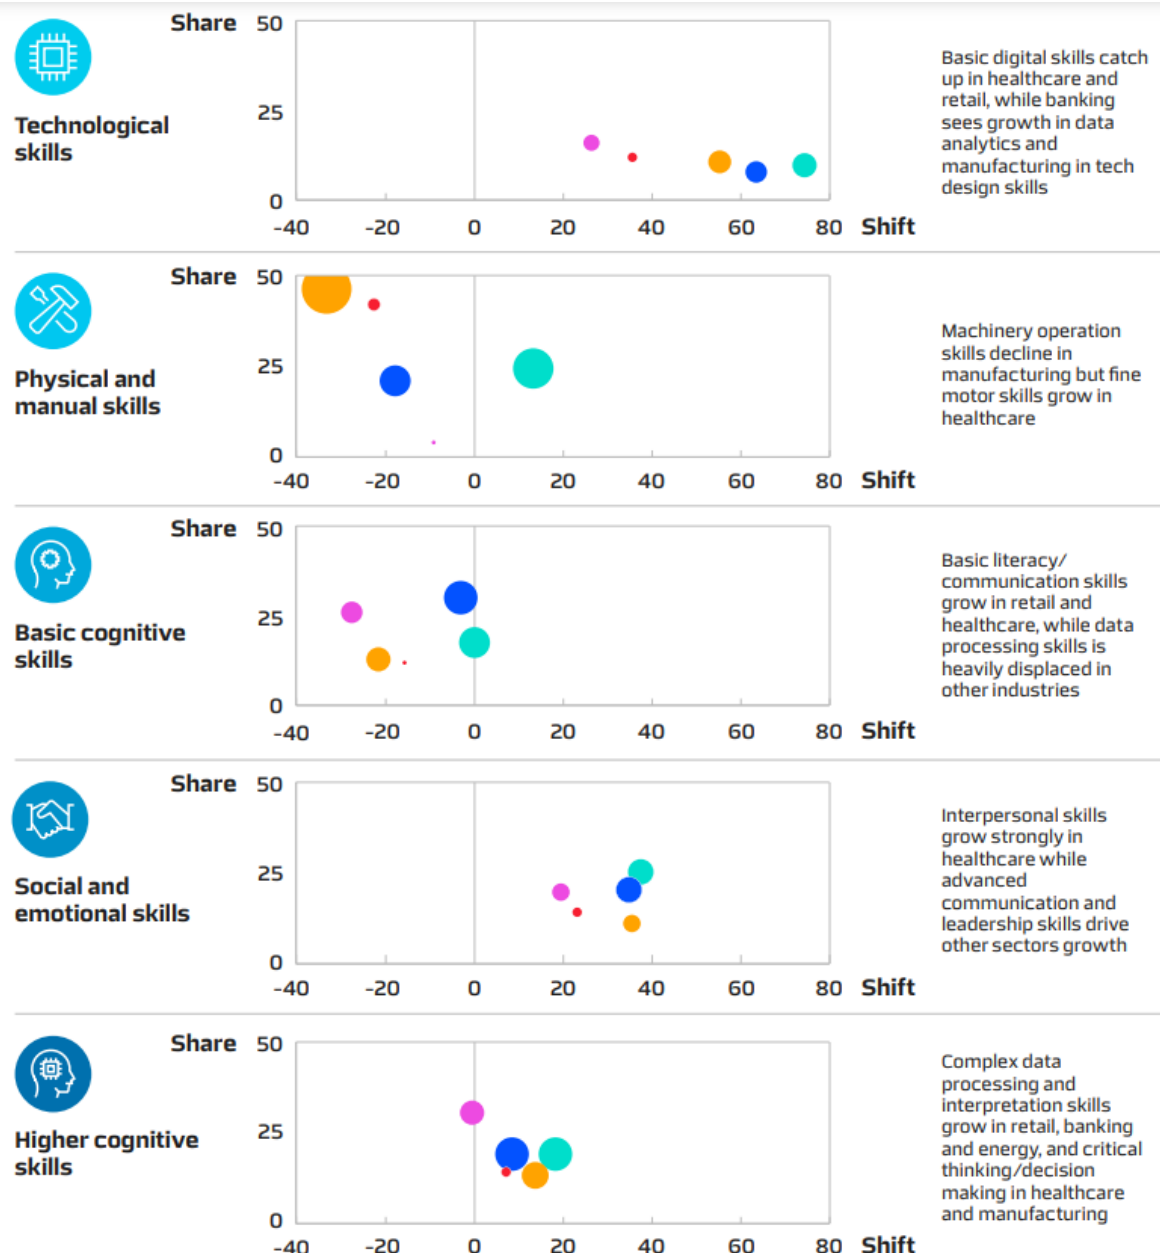 Share 50
25
0
-40 -20 0 20 40 60 80 Shift
Technological
skills
Basic digital skills catch
up in healthcare and
retail, while banking
sees growth in data
analytics and
manufacturing in tech
design skills
Share 50
25
0
-40 -20 0 20 40 60 80 Shift
Physical and
manual skills
Machinery operation
skills decline in
manufacturing but fine
motor skills grow in
healthcare
Share 50
25
0
-40 -20 0 20 40 60 80 Shift
Basic cognitive
skills
Basic literacy/
communication skills
grow in retail and
healthcare, while data
processing skills is
heavily displaced in
other industries
Share 50
25
0
-40 -20 0 20 40 60 80 Shift
Social and
emotional skills
Interpersonal skills
grow strongly in
healthcare while
advanced
communication and
leadership skills drive
other sectors growth
Share 50
25
0
-40 -20 0 20 40 60 80 Shift
Higher cognitive
skills
Complex data
processing and
interpretation skills
grow in retail, banking
and energy, and critical
thinking/decision
making in healthcare
and manufacturing